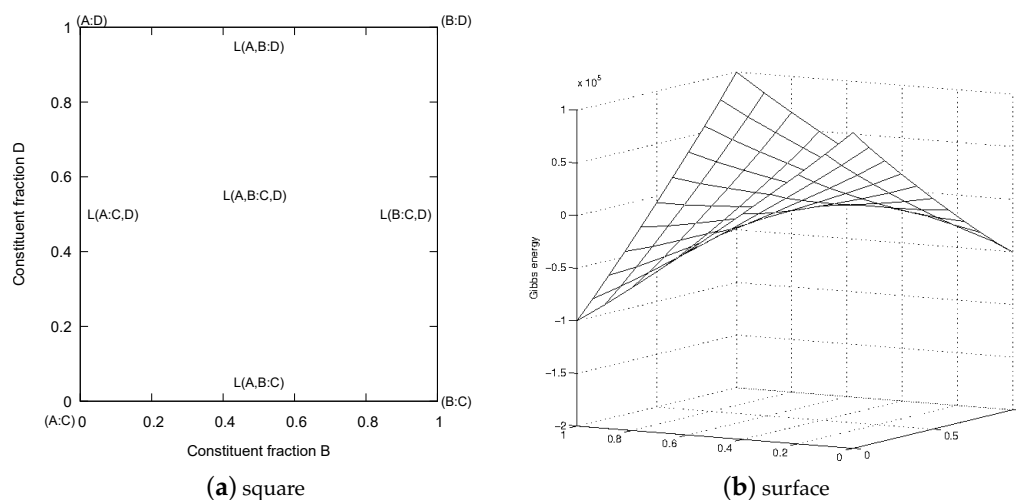 (A:D)
(B:D)
1
L(A,B:D)
0.8
0.6
L(A,B:C,D)
L(A:C,D)
L(B:C,D)
0.4
0.2
L(A,B:C)
0
(A:C)
(B:C)
0
0.2
0.4
0.6
0.8
1
Constituent fraction D
Constituent fraction B
(a) square
x 10⁵
1
0.5
0
−0.5
−1
−1.5
−2
Gibbs energy
1
0.8
0.6
0.4
0.2
0
0
0.5
(b) surface